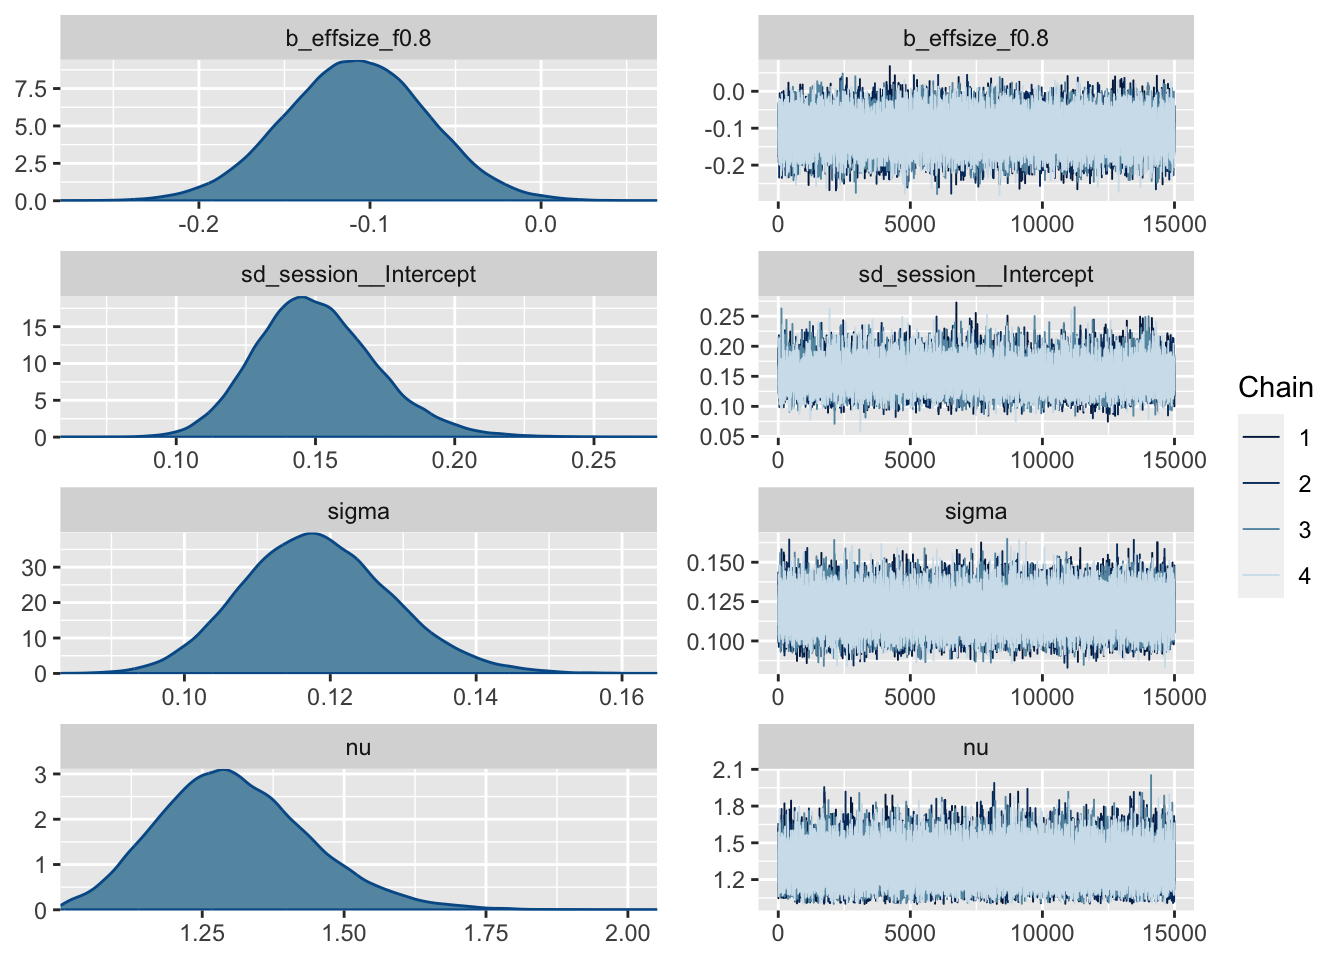 b_effsize_f0.8
7.5
5.0
2.5
0.0
-0.2 -0.1 0.0
b_effsize_f0.8
0.0
-0.1
-0.2
0 5000 10000 15000
sd_session__Intercept
15
10
5
0
0.10 0.15 0.20 0.25
sd_session__Intercept
0.25
0.20
0.15
0.10
0.05
0 5000 10000 15000
sigma
30
20
10
0
0.10 0.12 0.14 0.16
sigma
0.150
0.125
0.100
0 5000 10000 15000
nu
3
2
1
0
1.25 1.50 1.75 2.00
nu
2.1
1.8
1.5
1.2
0 5000 10000 15000
Chain
1
2
3
4